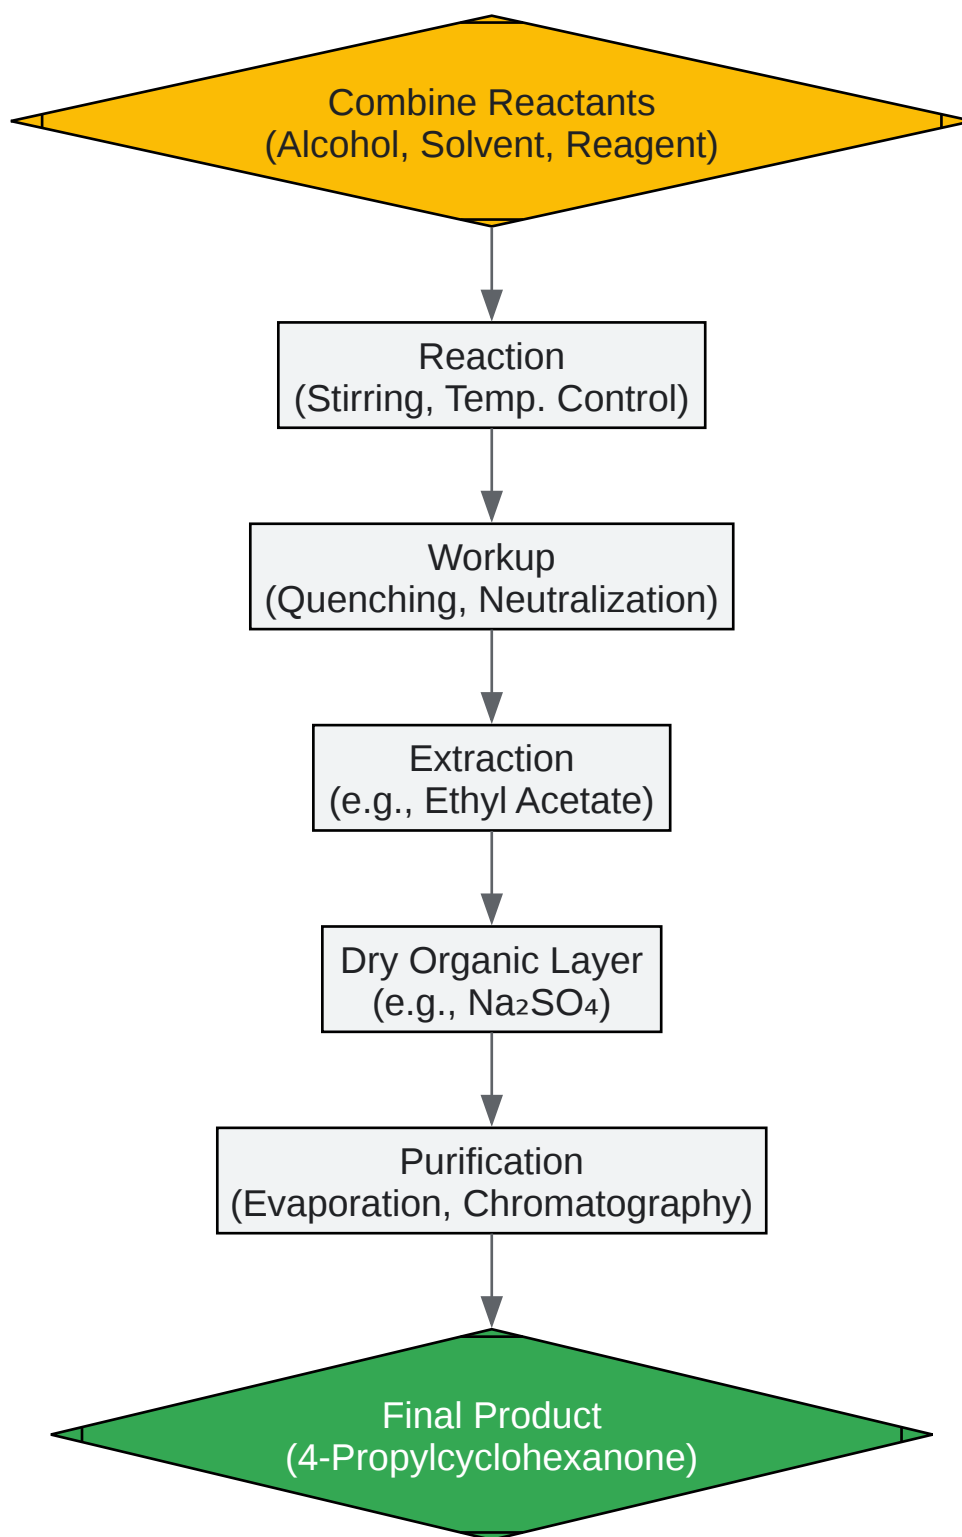 Combine Reactants
(Alcohol, Solvent, Reagent)
Reaction
(Stirring, Temp. Control)
Workup
(Quenching, Neutralization)
Extraction
(e.g., Ethyl Acetate)
Dry Organic Layer
(e.g., Na₂SO₄)
Purification
(Evaporation, Chromatography)
Final Product
(4-Propylcyclohexanone)